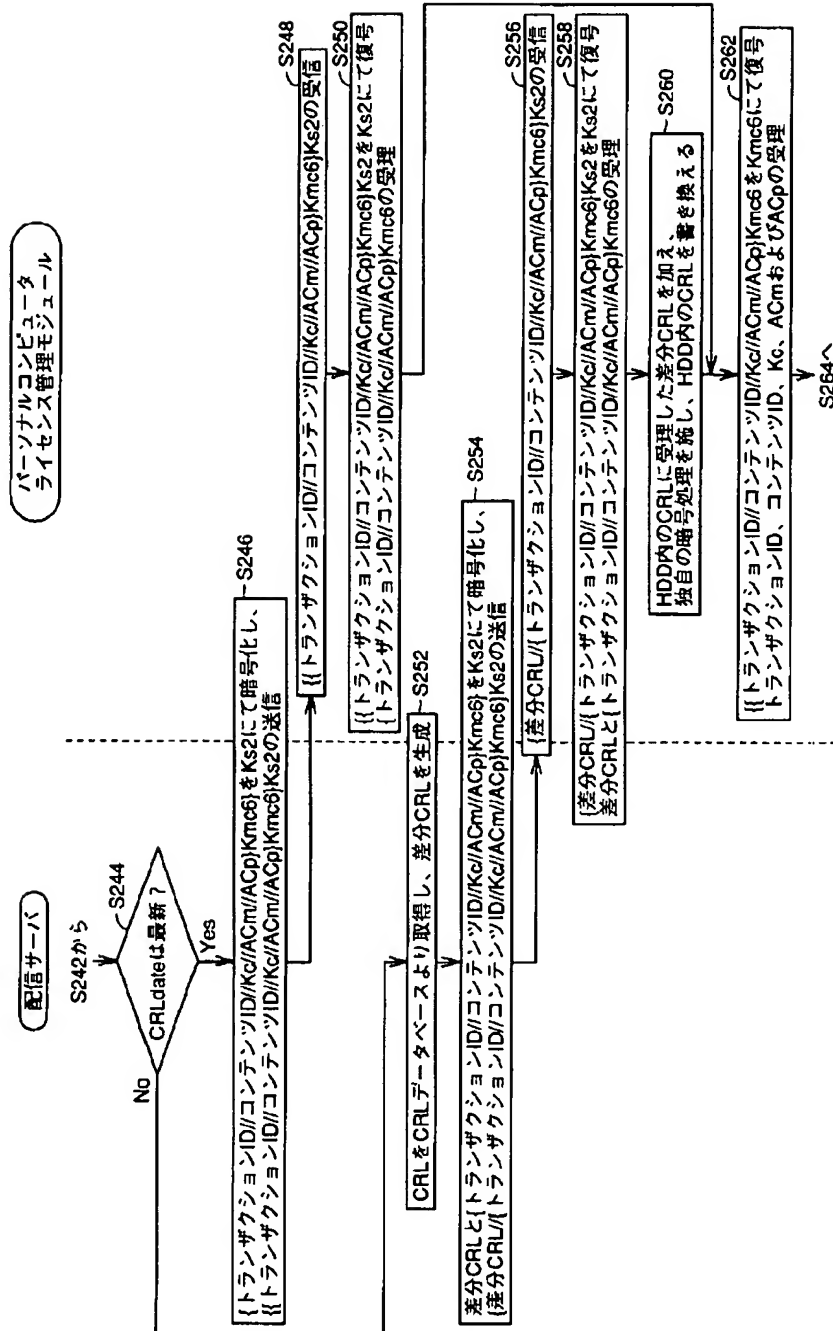 配信サーバ
パーソナルコンピュータ
ライセンス管理モジュール
S242から
S244
CRLdateは最新？
No
Yes
S246
{トランザクションID//コンテンツID//Kc//ACm//ACp}Kmc6}をKs2にて暗号化し、
{{トランザクションID//コンテンツID//Kc//ACm//ACp}Kmc6}Ks2の送信
S248
{{トランザクションID//コンテンツID//Kc//ACm//ACp}Kmc6}Ks2の受信
S250
{{トランザクションID//コンテンツID//Kc//ACm//ACp}Kmc6}Ks2をKs2にて復号
{トランザクションID//コンテンツID//Kc//ACm//ACp}Kmc6の受理
S252
CRLをCRLデータベースより取得し、差分CRLを生成
S254
差分CRLと{トランザクションID//コンテンツID//Kc//ACm//ACp}Kmc6}をKs2にて暗号化し、
{差分CRL//{トランザクションID//コンテンツID//Kc//ACm//ACp}Kmc6}Ks2の送信
S256
{差分CRL//{トランザクションID//コンテンツID//Kc//ACm//ACp}Kmc6}Ks2の受信
S258
{差分CRL//{トランザクションID//コンテンツID//Kc//ACm//ACp}Kmc6}Ks2をKs2にて復号
差分CRLと{トランザクションID//コンテンツID//Kc//ACm//ACp}Kmc6の受理
S260
HDD内のCRLに受理した差分CRLを加え、
独自の暗号処理を施し、HDD内のCRLを書き換える
S262
{{トランザクションID//コンテンツID//Kc//ACm//ACp}Kmc6をKmc6にて復号
トランザクションID、コンテンツID、Kc、ACmおよびACpの受理
S264へ